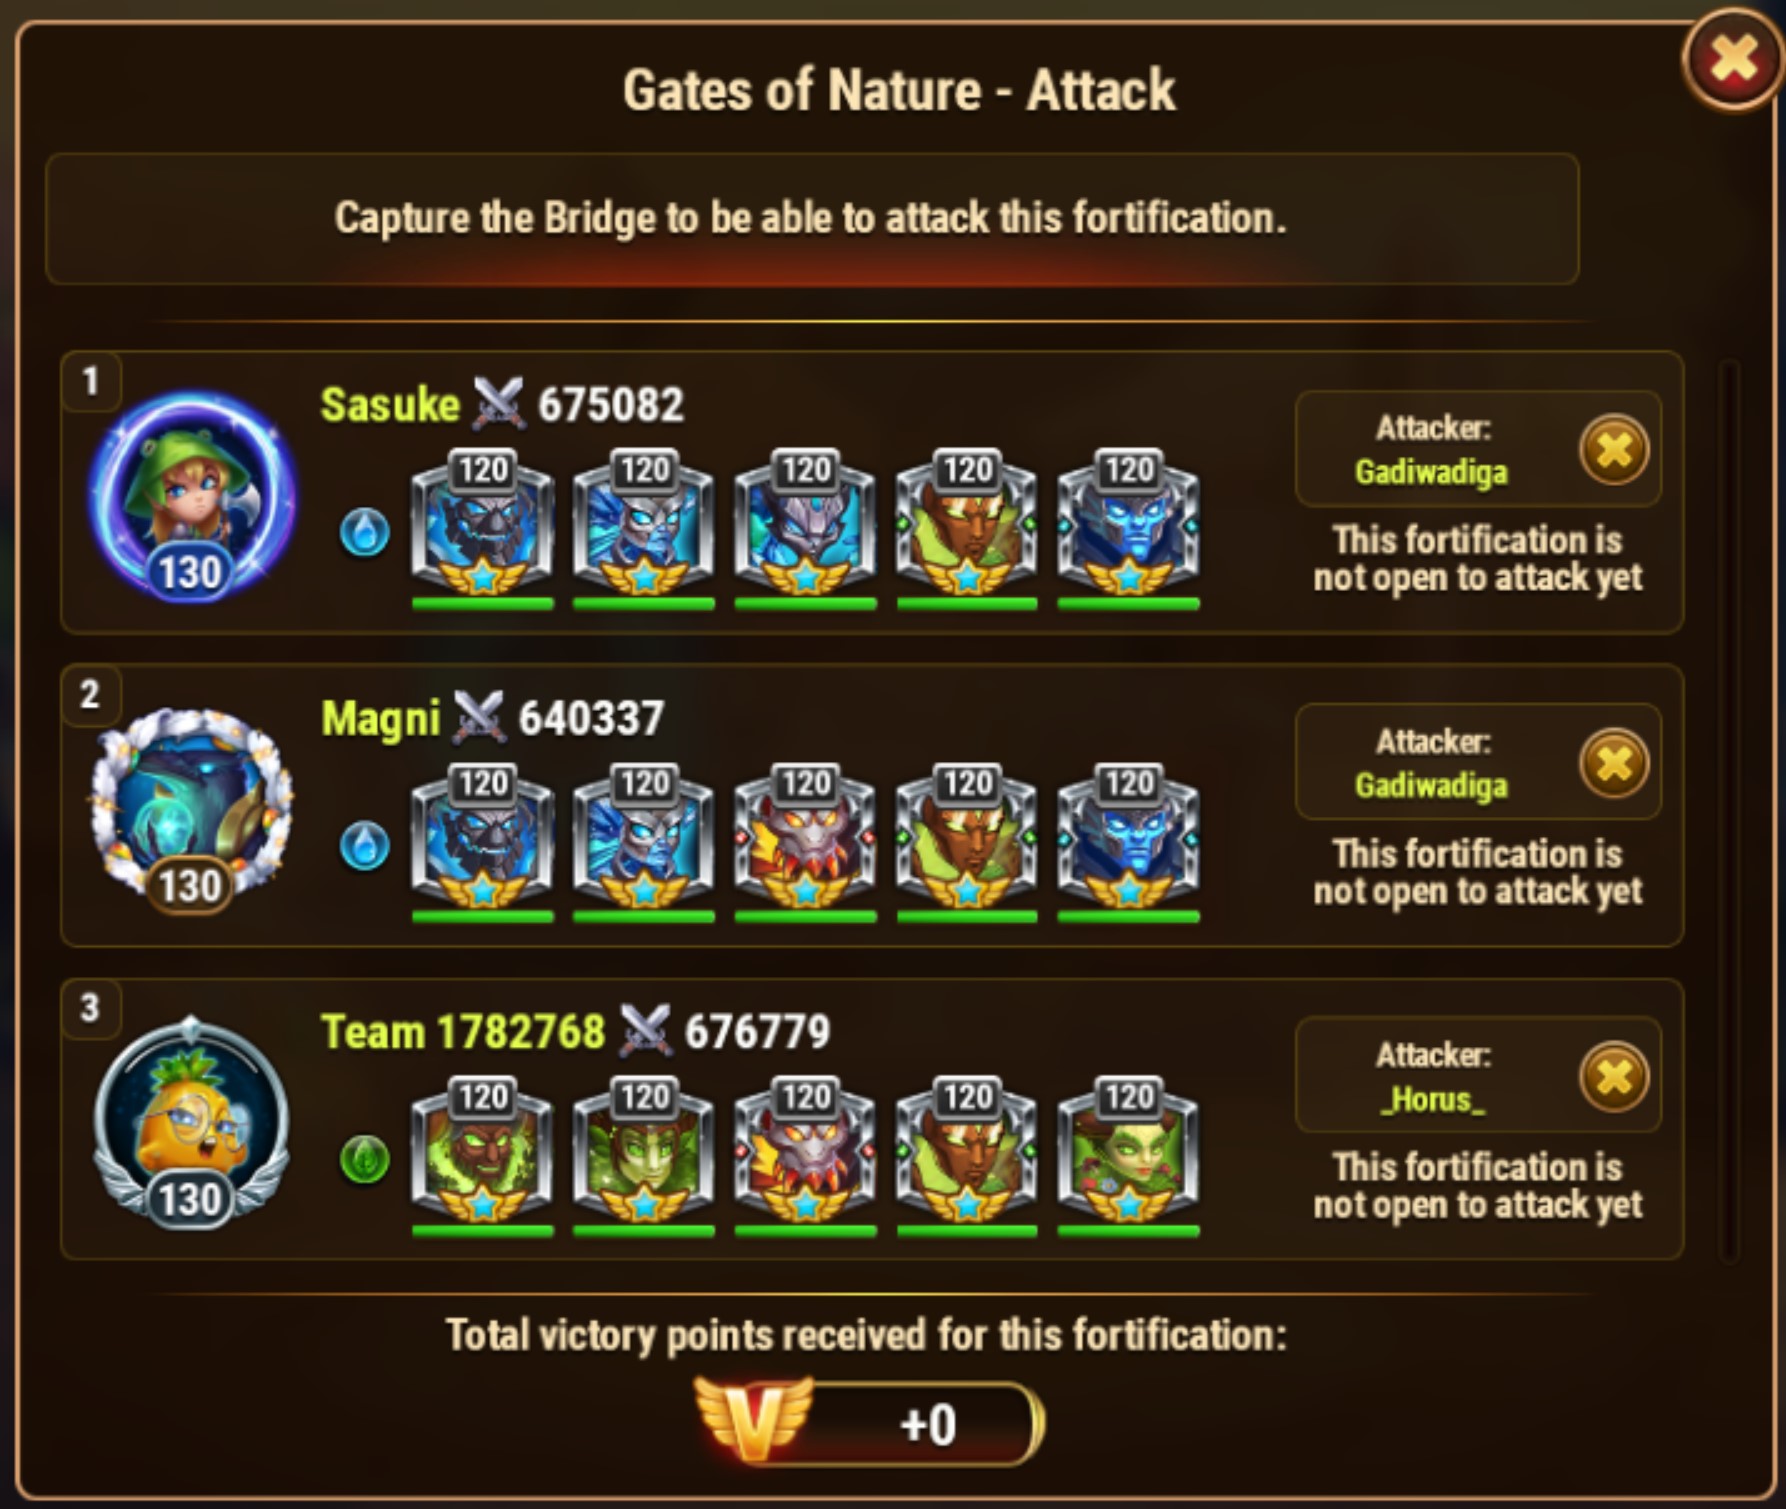 Gates of Nature - Attack
Capture the Bridge to be able to attack this fortification.
1
Sasuke 675082
120 120 120 120 120
130
Attacker:
Gadiwadiga
This fortification is
not open to attack yet
2
Magni 640337
120 120 120 120 120
130
Attacker:
Gadiwadiga
This fortification is
not open to attack yet
3
Team 1782768 676779
120 120 120 120 120
130
Attacker:
_Horus_
This fortification is
not open to attack yet
Total victory points received for this fortification:
V +0